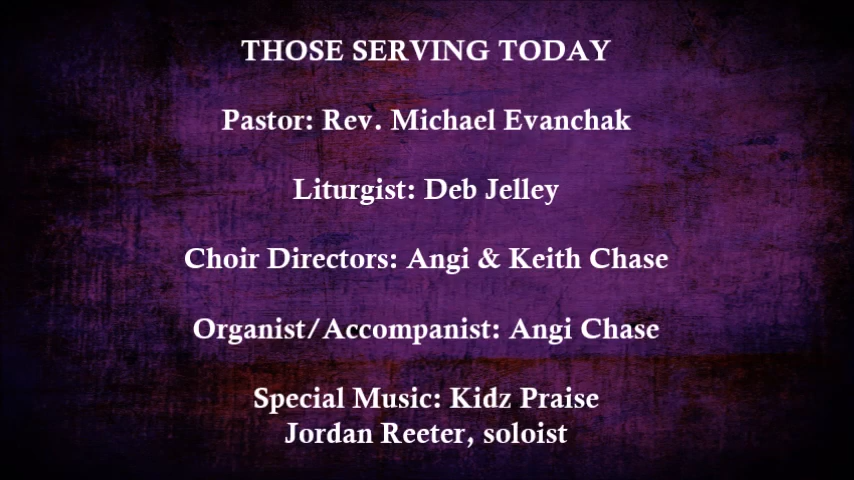 THOSE SERVING TODAY
Pastor: Rev. Michael Evanchak
Liturgist: Deb Jelley
Choir Directors: Angi & Keith Chase
Organist/Accompanist: Angi Chase
Special Music: Kidz Praise
Jordan Reeter, soloist